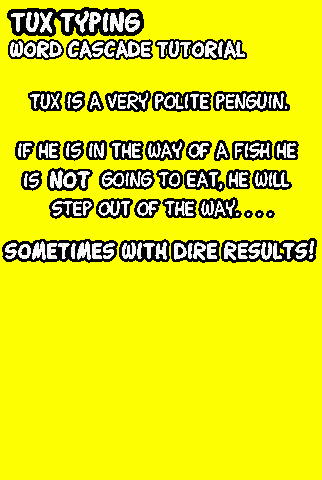 TUX TYPING
WORD CASCADE TUTORIAL
TUX IS A VERY POLITE PENGUIN.
IF HE IS IN THE WAY OF A FISH HE
IS NOT GOING TO EAT, HE WILL
STEP OUT OF THE WAY. . . .
SOMETIMES WITH DIRE RESULTS!